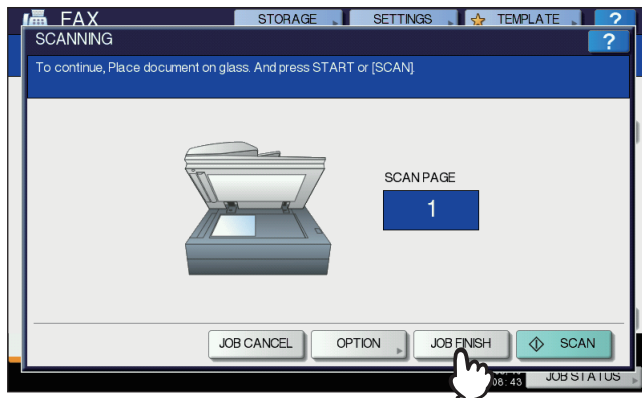 FAX
STORAGE
SETTINGS
TEMPLATE
?
SCANNING
?
To continue, Place document on glass. And press START or [SCAN].
SCAN PAGE
1
JOB CANCEL
OPTION
JOB FINISH
SCAN
08:43
JOB STATUS